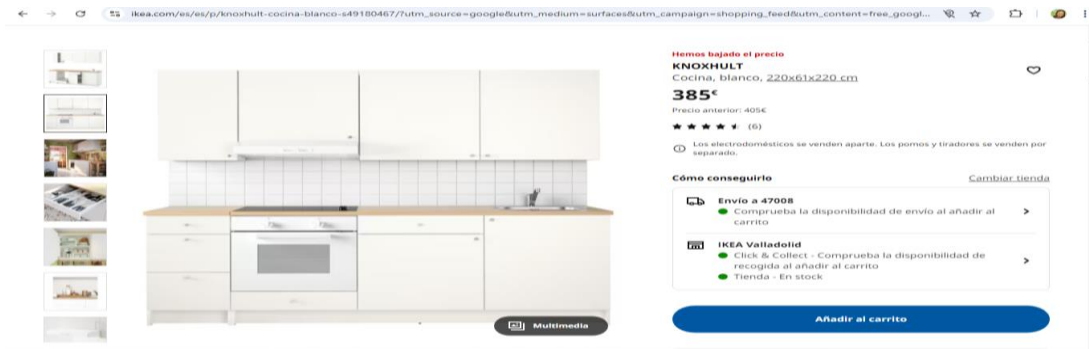 ikea.com/es/es/p/knoxhult-cocina-blanco-s49180467/?utm_source=google&utm_medium=surfaces&utm_campaign=shopping_feed&utm_content=free_googl...
Hemos bajado el precio
KNOXHULT
Cocina, blanco, 220x61x220 cm
385€
Precio anterior: 405€
(6)
Los electrodomésticos se venden aparte. Los pomos y tiradores se venden por
separado.
Cómo conseguirlo
Cambiar tienda
Envío a 47008
Comprueba la disponibilidad de envío al añadir al
carrito
IKEA Valladolid
Click & Collect - Comprueba la disponibilidad de
recogida al añadir al carrito
Tienda - En stock
Multimedia
Añadir al carrito